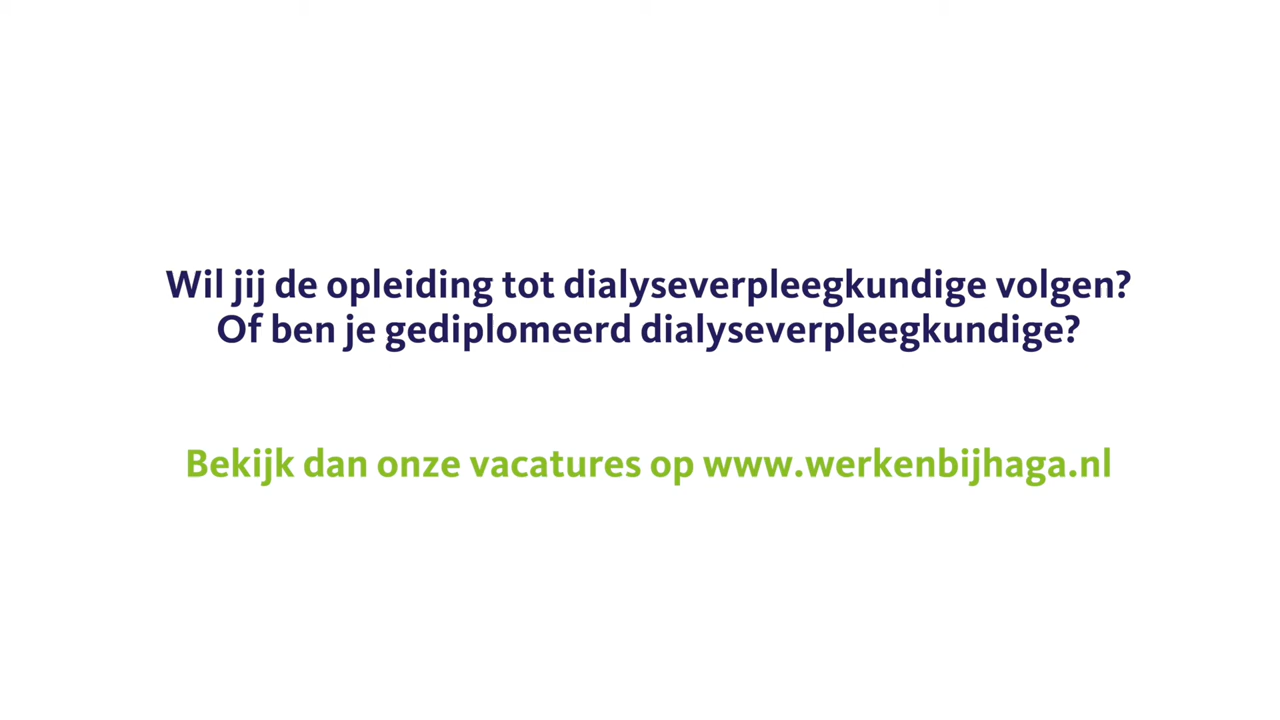 Wil jij de opleiding tot dialyseverpleegkundige volgen?
Of ben je gediplomeerd dialyseverpleegkundige?
Bekijk dan onze vacatures op www.werkenbijhaga.nl